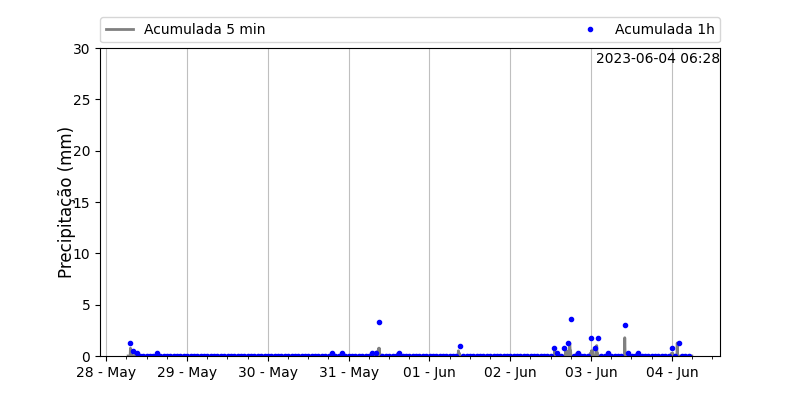 Acumulada 5 min
Acumulada 1h
2023-06-04 06:28
Precipitação (mm)
30
25
20
15
10
5
0
28 - May
29 - May
30 - May
31 - May
01 - Jun
02 - Jun
03 - Jun
04 - Jun